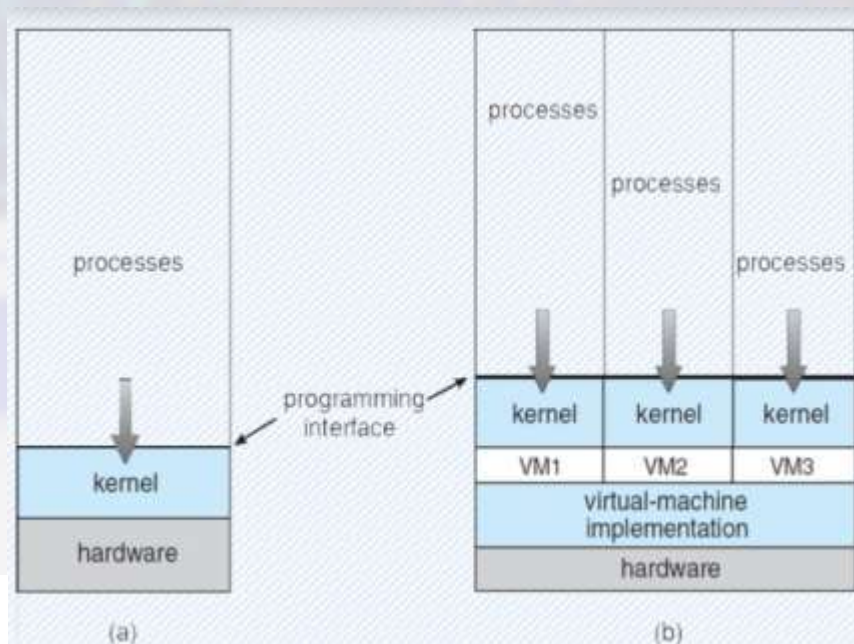 processes
kernel
hardware
(a)
programming
interface
processes
processes
processes
kernel
kernel
kernel
VM1
VM2
VM3
virtual-machine
implementation
hardware
(b)